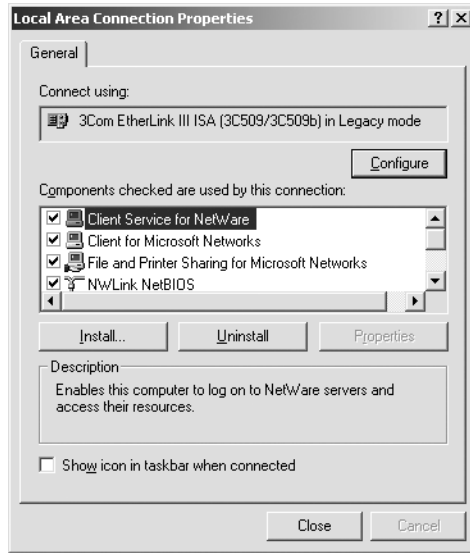 Local Area Connection Properties
General
Connect using:
3Com EtherLink III ISA (3C509/3C509b) in Legacy mode
Configure
Components checked are used by this connection:
Client Service for NetWare
Client for Microsoft Networks
File and Printer Sharing for Microsoft Networks
NWLink NetBIOS
Install... Uninstall Properties
Description
Enables this computer to log on to NetWare servers and
access their resources.
Show icon in taskbar when connected
Close Cancel